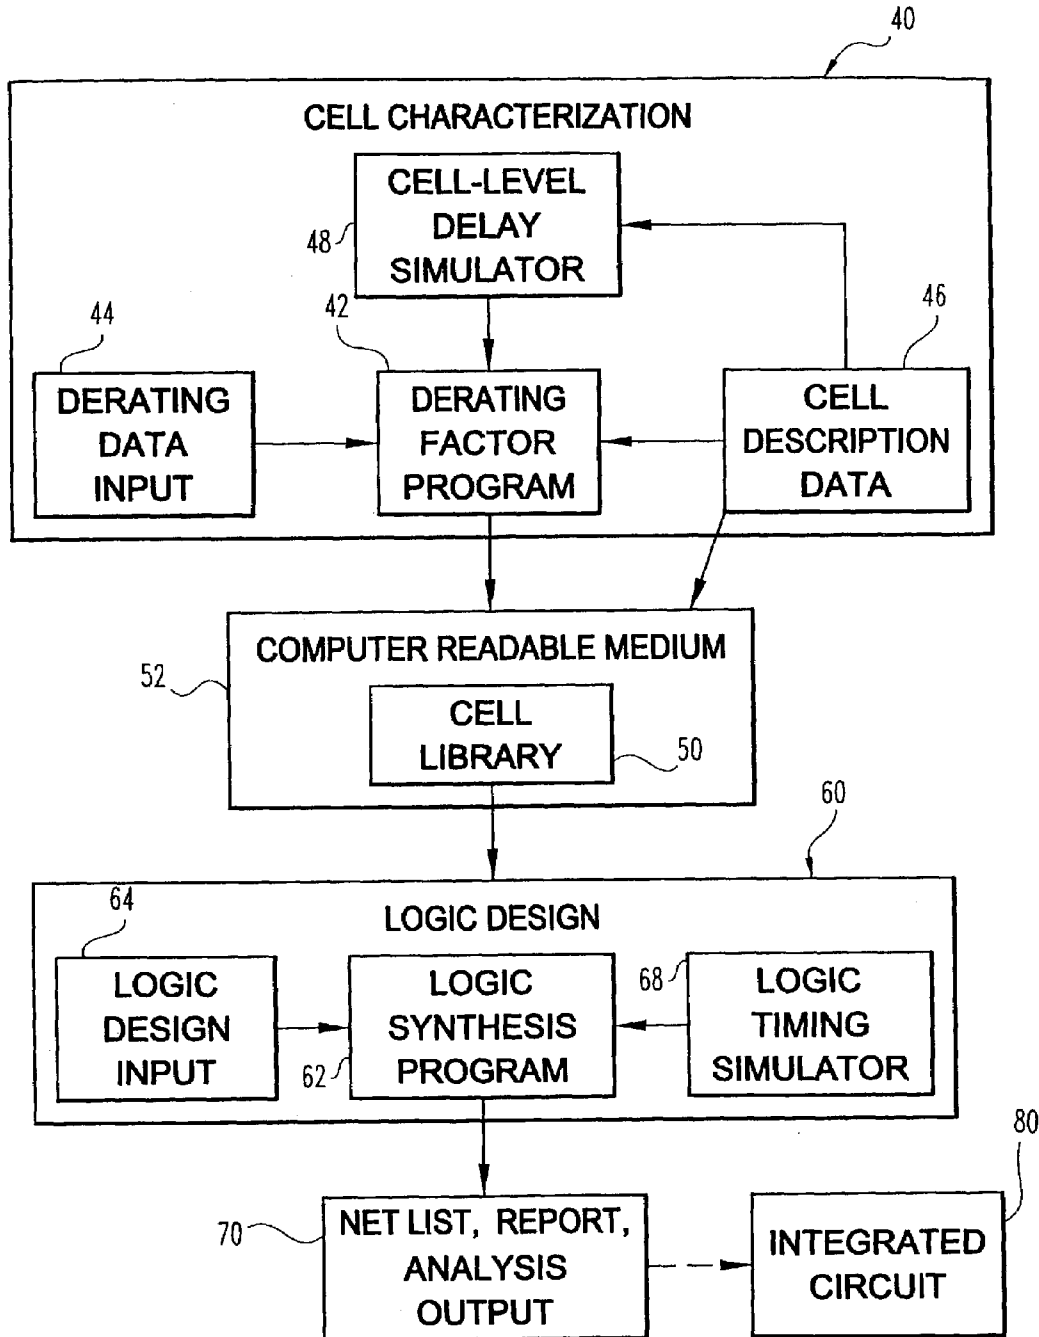 40
CELL CHARACTERIZATION
CELL-LEVEL
DELAY
SIMULATOR
48
44
42
46
DERATING
DATA
INPUT
DERATING
FACTOR
PROGRAM
CELL
DESCRIPTION
DATA
COMPUTER READABLE MEDIUM
52
CELL
LIBRARY
50
60
LOGIC DESIGN
64
LOGIC
DESIGN
INPUT
LOGIC
SYNTHESIS
PROGRAM
62
68
LOGIC
TIMING
SIMULATOR
80
70
NET LIST, REPORT,
ANALYSIS
OUTPUT
INTEGRATED
CIRCUIT